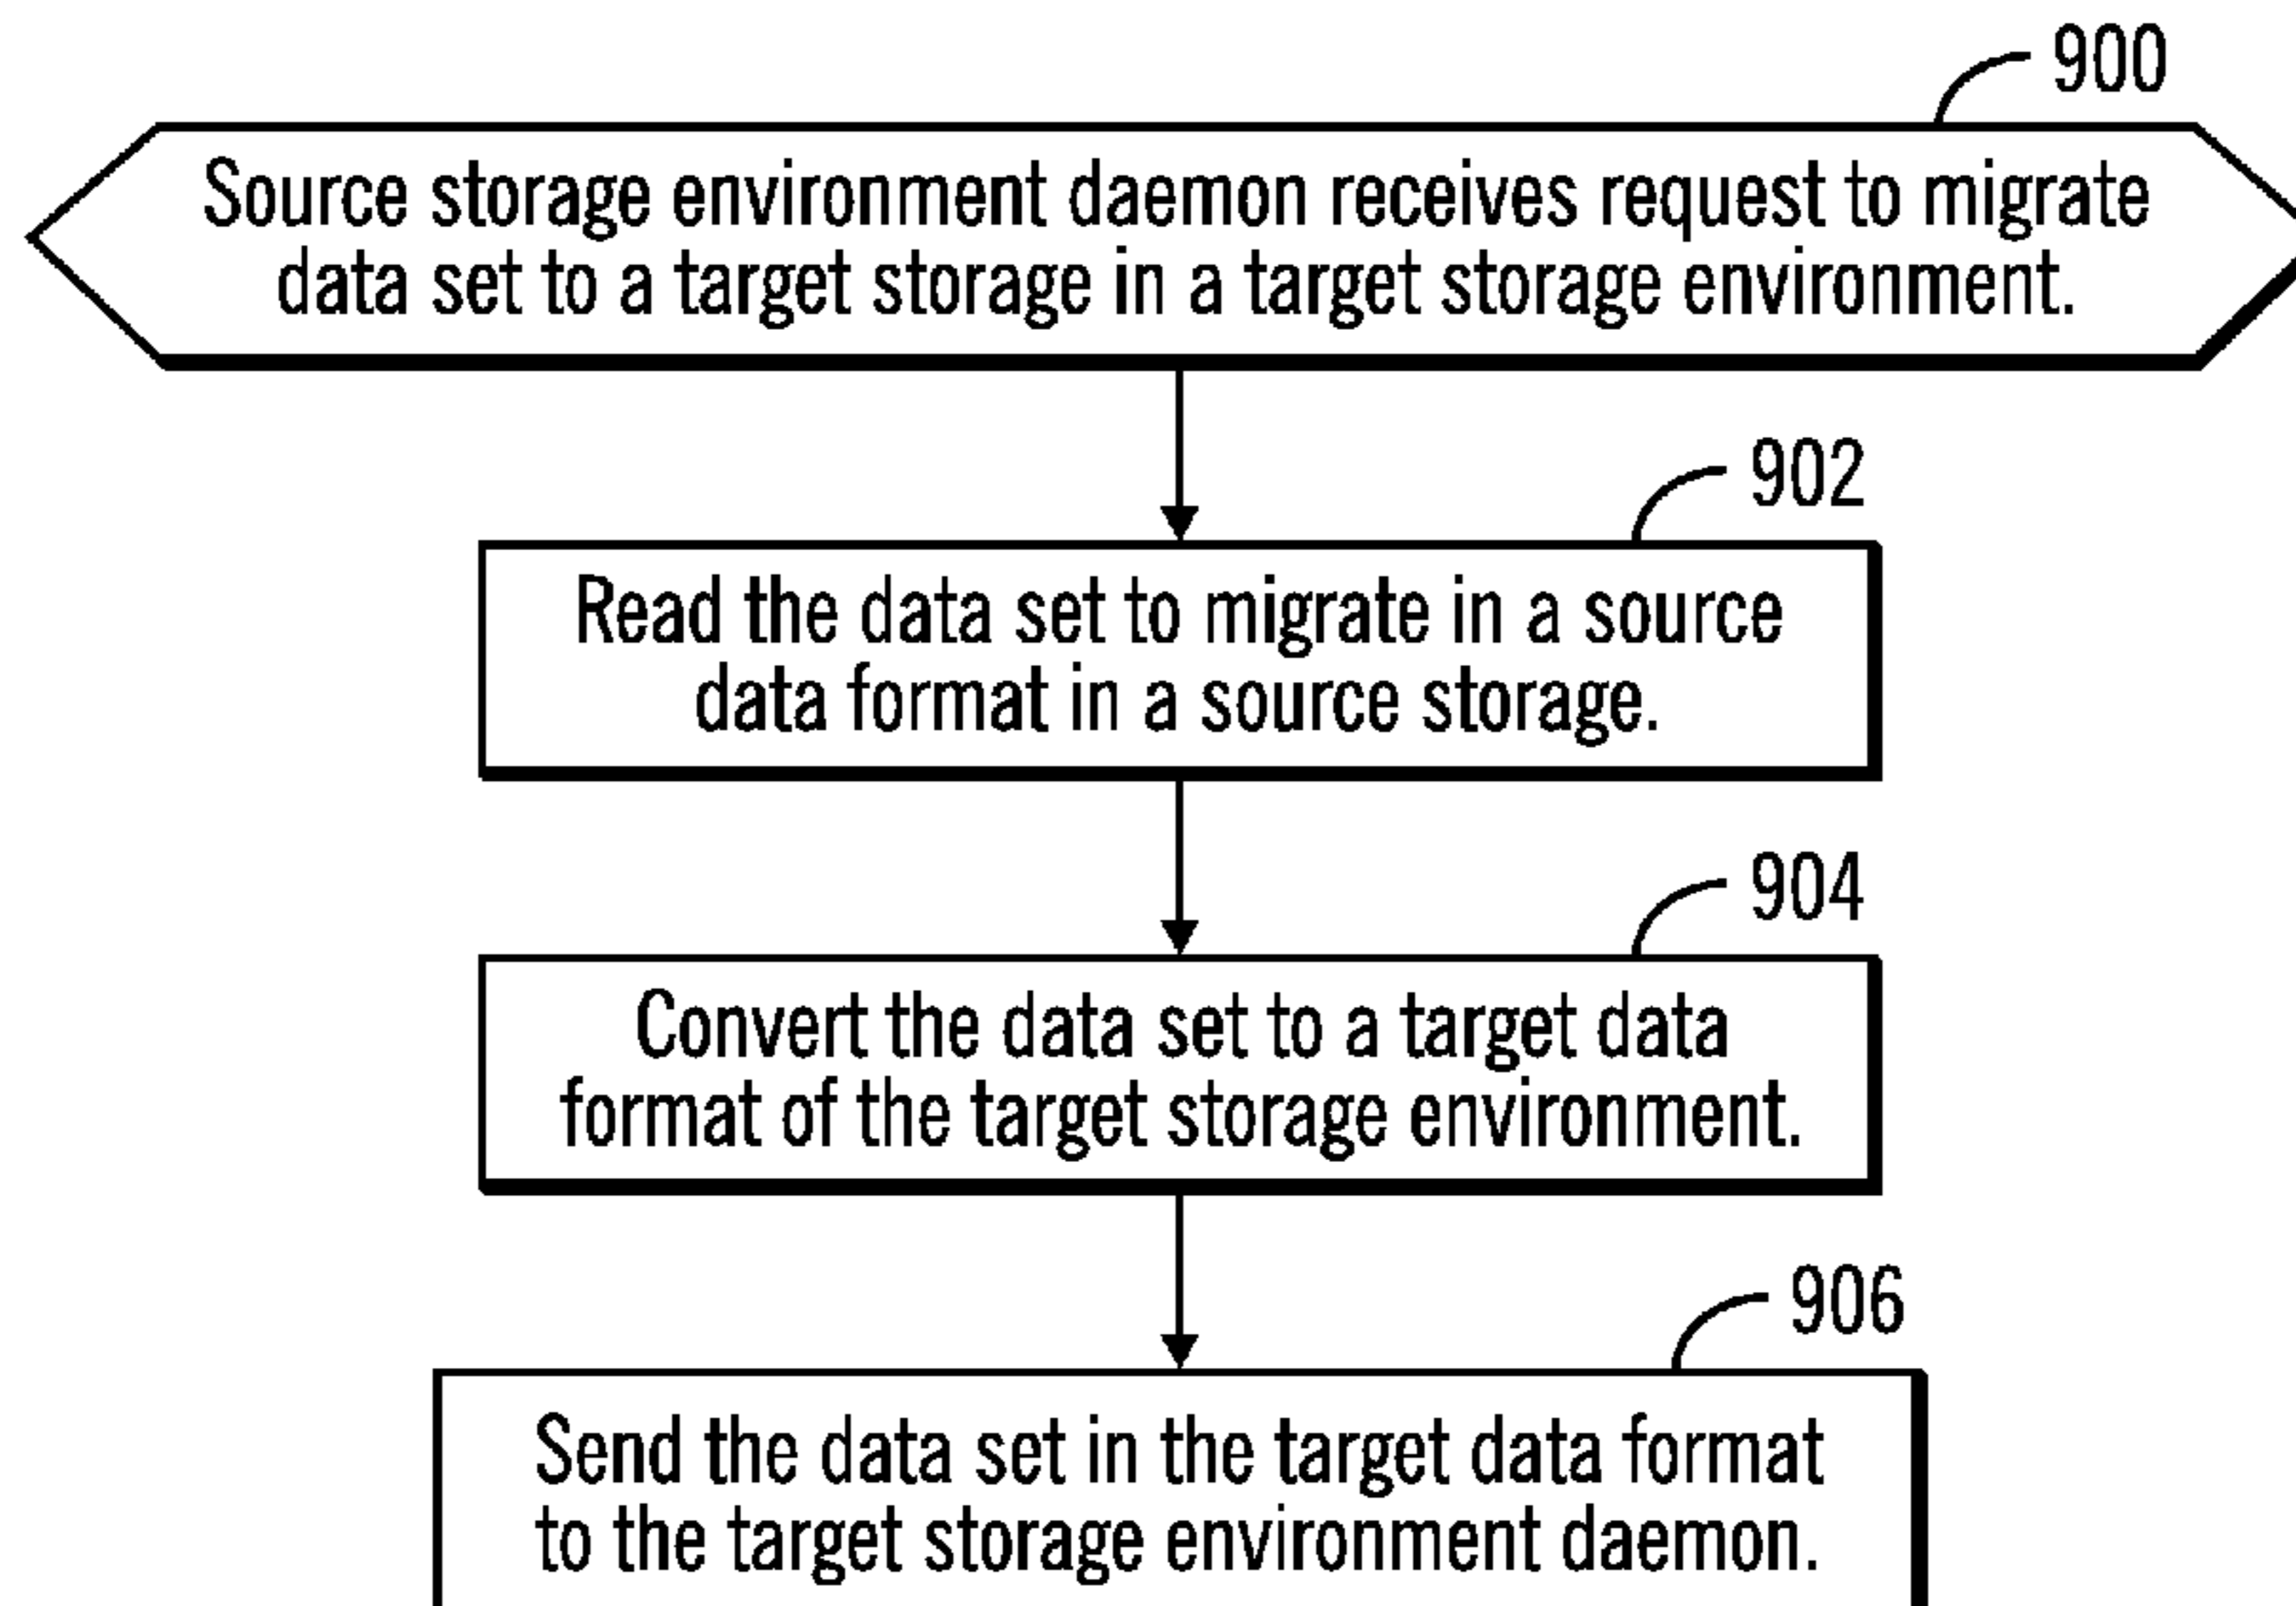 900
Source storage environment daemon receives request to migrate
data set to a target storage in a target storage environment.
902
Read the data set to migrate in a source
data format in a source storage.
904
Convert the data set to a target data
format of the target storage environment.
906
Send the data set in the target data format
to the target storage environment daemon.